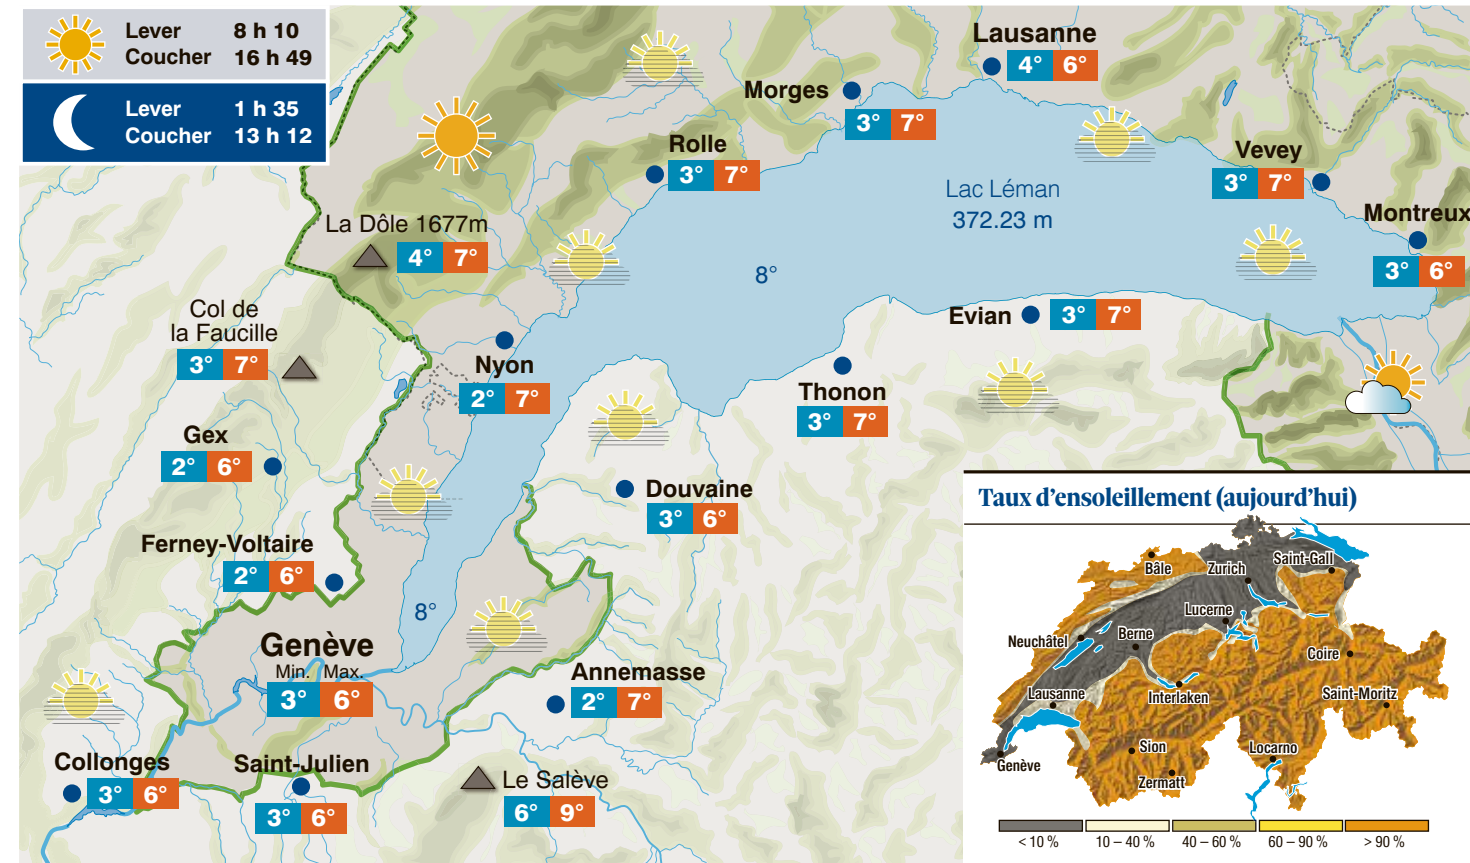 Lever 8 h 10
Coucher 16 h 49
Lever 1 h 35
Coucher 13 h 12
Lausanne
4° 6°
Morges
3° 7°
Rolle
3° 7°
Vevey
3° 7°
Lac Léman
372.23 m
Montreux
3° 6°
La Dôle 1677m
4° 7°
8°
Col de
la Faucille
3° 7°
Evian
3° 7°
Nyon
2° 7°
Thonon
3° 7°
Gex
2° 6°
Douvaine
3° 6°
Ferney-Voltaire
2° 6°
8°
Genève
Min. Max.
3° 6°
Annemasse
2° 7°
Collonges
3° 6°
Saint-Julien
3° 6°
Le Salève
6° 9°
Taux d'ensoleillement (aujourd'hui)
Bâle
Zurich
Saint-Gall
Lucerne
Neuchâtel
Berne
Coire
Lausanne
Interlaken
Saint-Moritz
Sion
Locarno
Genève
Zermatt
< 10 % 10 – 40 % 40 – 60 % 60 – 90 % > 90 %